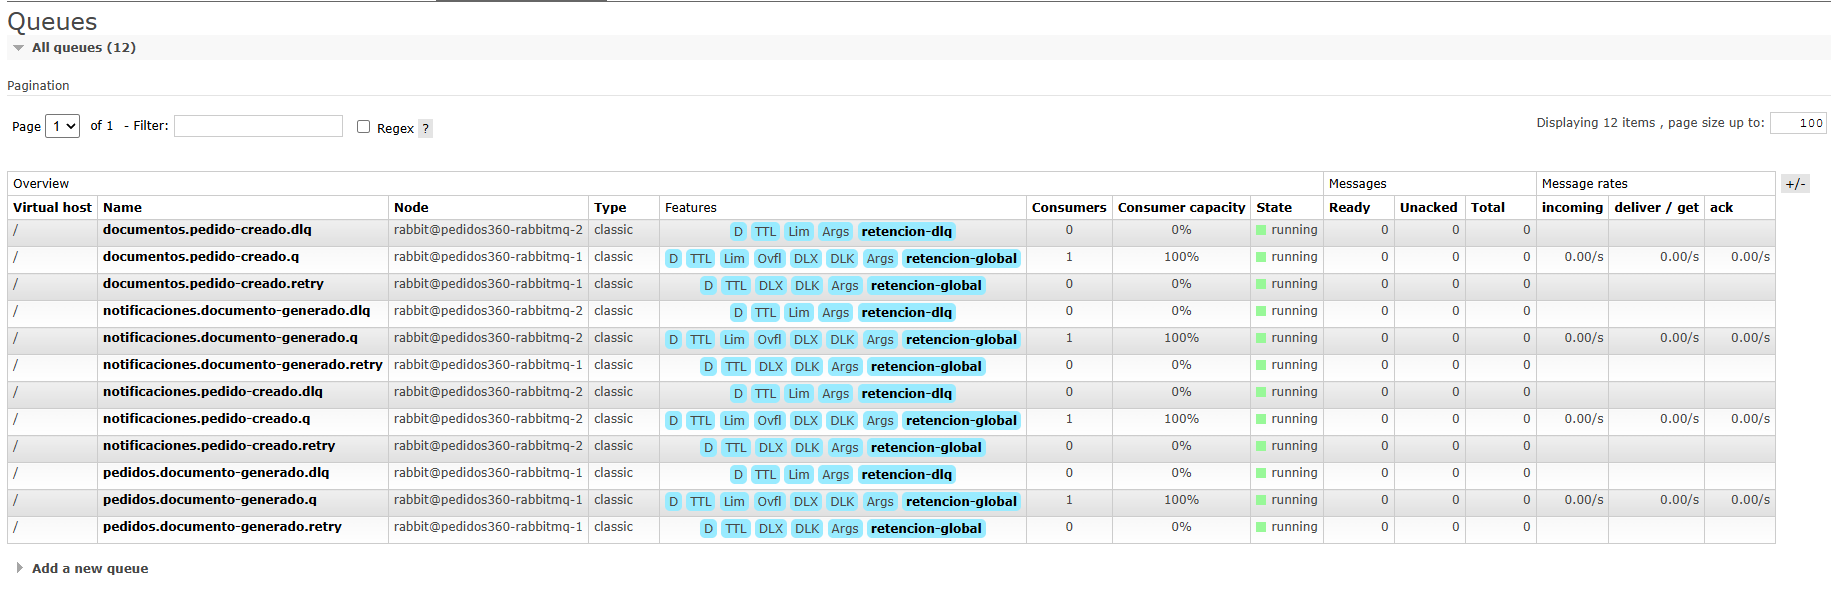 Queues
All queues (12)
Pagination
Page 1 of 1 - Filter: Regex ? Displaying 12 items , page size up to: 100
Overview Messages Message rates +/-
Virtual host Name Node Type Features Consumers Consumer capacity State Ready Unacked Total incoming deliver / get ack
/ documentos.pedido-creado.dlq rabbit@pedidos360-rabbitmq-2 classic D TTL Lim Args retencion-dlq 0 0% running 0 0 0
/ documentos.pedido-creado.q rabbit@pedidos360-rabbitmq-1 classic D TTL Lim Ovfl DLX DLK Args retencion-global 1 100% running 0 0 0 0.00/s 0.00/s 0.00/s
/ documentos.pedido-creado.retry rabbit@pedidos360-rabbitmq-1 classic D TTL DLX DLK Args retencion-global 0 0% running 0 0 0
/ notificaciones.documento-generado.dlq rabbit@pedidos360-rabbitmq-2 classic D TTL Lim Args retencion-dlq 0 0% running 0 0 0
/ notificaciones.documento-generado.q rabbit@pedidos360-rabbitmq-2 classic D TTL Lim Ovfl DLX DLK Args retencion-global 1 100% running 0 0 0 0.00/s 0.00/s 0.00/s
/ notificaciones.documento-generado.retry rabbit@pedidos360-rabbitmq-1 classic D TTL DLX DLK Args retencion-global 0 0% running 0 0 0
/ notificaciones.pedido-creado.dlq rabbit@pedidos360-rabbitmq-2 classic D TTL Lim Args retencion-dlq 0 0% running 0 0 0
/ notificaciones.pedido-creado.q rabbit@pedidos360-rabbitmq-2 classic D TTL Lim Ovfl DLX DLK Args retencion-global 1 100% running 0 0 0 0.00/s 0.00/s 0.00/s
/ notificaciones.pedido-creado.retry rabbit@pedidos360-rabbitmq-2 classic D TTL DLX DLK Args retencion-global 0 0% running 0 0 0
/ pedidos.documento-generado.dlq rabbit@pedidos360-rabbitmq-1 classic D TTL Lim Args retencion-dlq 0 0% running 0 0 0
/ pedidos.documento-generado.q rabbit@pedidos360-rabbitmq-1 classic D TTL Lim Ovfl DLX DLK Args retencion-global 1 100% running 0 0 0 0.00/s 0.00/s 0.00/s
/ pedidos.documento-generado.retry rabbit@pedidos360-rabbitmq-1 classic D TTL DLX DLK Args retencion-global 0 0% running 0 0 0
Add a new queue